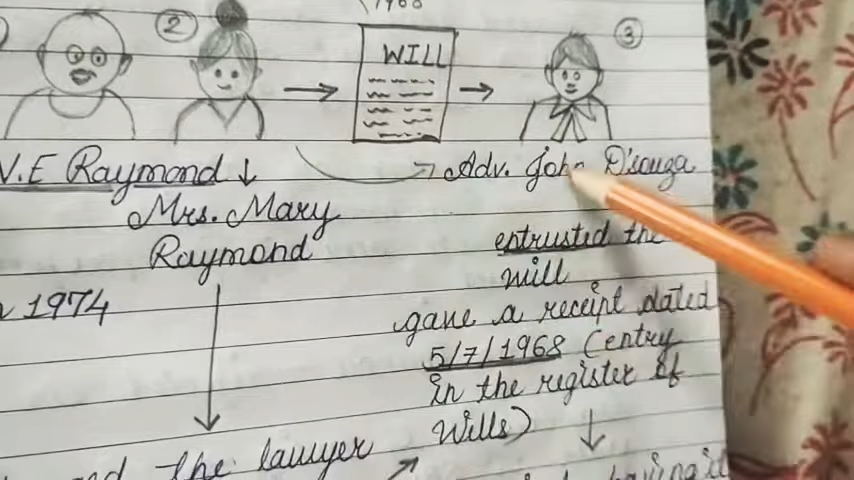 1968
2
3
WILL
V.E Raymond
Adv. John D'souza
Mrs. Mary
Raymond
entrusted the
will
1974
gave a receipt dated
5/7/1968 (entry
in the register of
Wills)
the lawyer